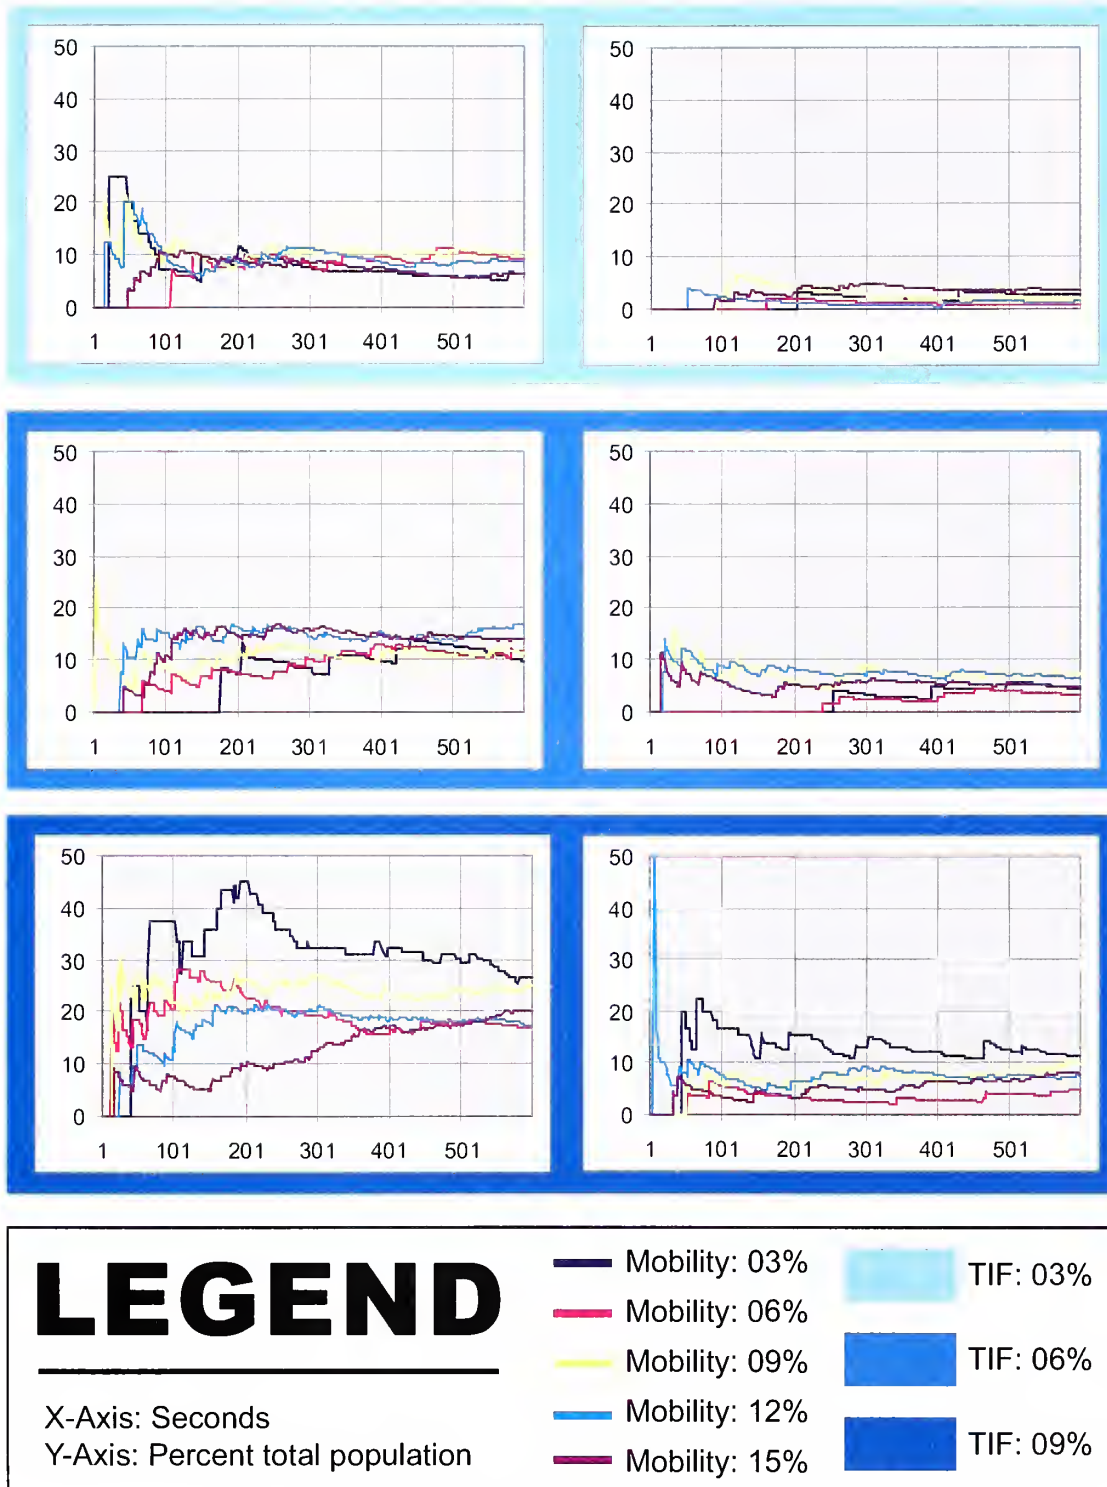 50
40
30
20
10
0
1 101 201 301 401 501
50
40
30
20
10
0
1 101 201 301 401 501
50
40
30
20
10
0
1 101 201 301 401 501
50
40
30
20
10
0
1 101 201 301 401 501
50
40
30
20
10
0
1 101 201 301 401 501
50
40
30
20
10
0
1 101 201 301 401 501
LEGEND
X-Axis: Seconds
Y-Axis: Percent total population
Mobility: 03%
Mobility: 06%
Mobility: 09%
Mobility: 12%
Mobility: 15%
TIF: 03%
TIF: 06%
TIF: 09%